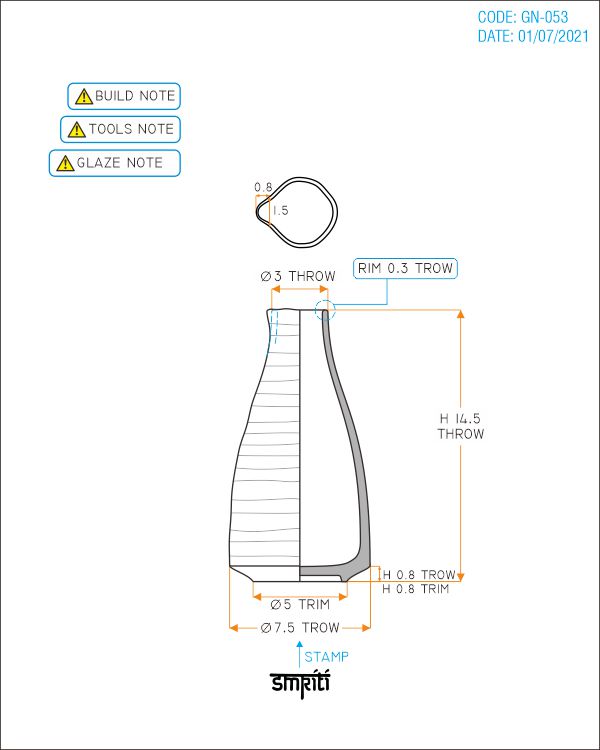 CODE: GN-053
DATE: 01/07/2021
BUILD NOTE
TOOLS NOTE
GLAZE NOTE
0.8
1.5
Ø3 THROW
RIM 0.3 TROW
H 14.5
THROW
H 0.8 TROW
H 0.8 TRIM
Ø5 TRIM
Ø7.5 TROW
STAMP
smriti